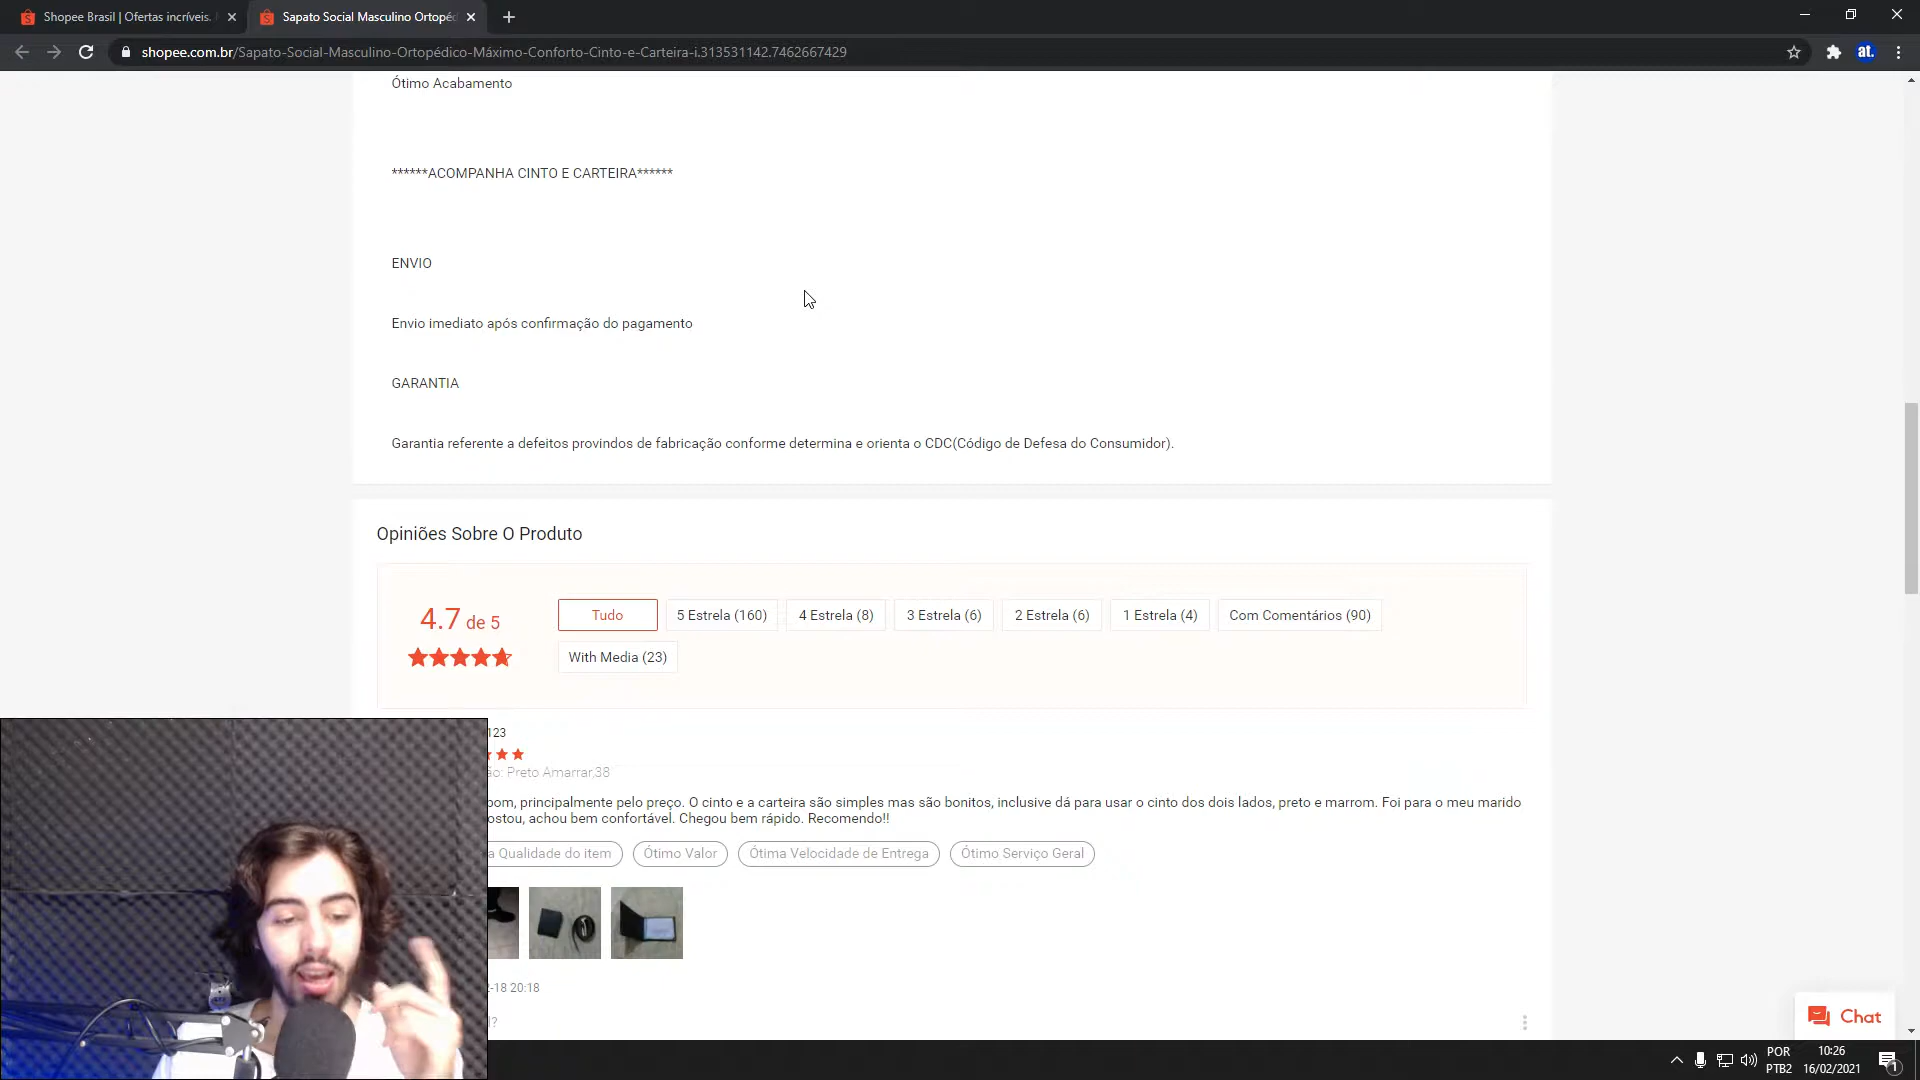 Shopee Brasil | Ofertas incríveis.
Sapato Social Masculino Ortopéd
shopee.com.br/Sapato-Social-Masculino-Ortopédico-Máximo-Conforto-Cinto-e-Carteira-i.313531142.7462667429
at.
Ótimo Acabamento
******ACOMPANHA CINTO E CARTEIRA******
ENVIO
Envio imediato após confirmação do pagamento
GARANTIA
Garantia referente a defeitos provindos de fabricação conforme determina e orienta o CDC(Código de Defesa do Consumidor).
Opiniões Sobre O Produto
4.7 de 5
Tudo
5 Estrela (160)
4 Estrela (8)
3 Estrela (6)
2 Estrela (6)
1 Estrela (4)
Com Comentários (90)
With Media (23)
123
ão: Preto Amarrar,38
bom, principalmente pelo preço. O cinto e a carteira são simples mas são bonitos, inclusive dá para usar o cinto dos dois lados, preto e marrom. Foi para o meu marido
ostou, achou bem confortável. Chegou bem rápido. Recomendo!!
a Qualidade do item
Ótimo Valor
Ótima Velocidade de Entrega
Ótimo Serviço Geral
-18 20:18
l?
Chat
POR
PTB2
10:26
16/02/2021
1